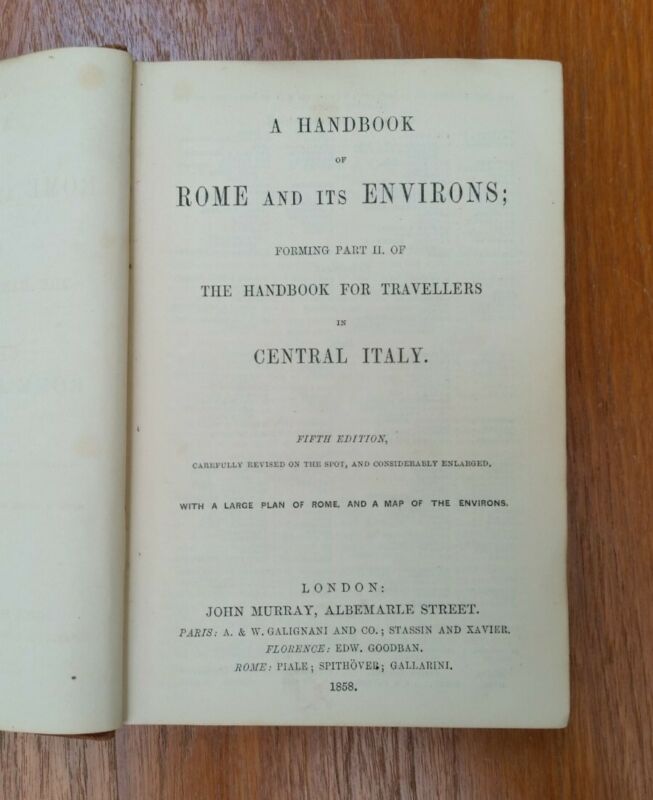 A HANDBOOK
OF
ROME AND ITS ENVIRONS;
FORMING PART II. OF
THE HANDBOOK FOR TRAVELLERS
IN
CENTRAL ITALY.
FIFTH EDITION,
CAREFULLY REVISED ON THE SPOT, AND CONSIDERABLY ENLARGED.
WITH A LARGE PLAN OF ROME, AND A MAP OF THE ENVIRONS.
LONDON:
JOHN MURRAY, ALBEMARLE STREET.
PARIS: A. & W. GALIGNANI AND CO.; STASSIN AND XAVIER.
FLORENCE: EDW. GOODBAN.
ROME: PIALE; SPITHÖVER; GALLARINI.
1858.